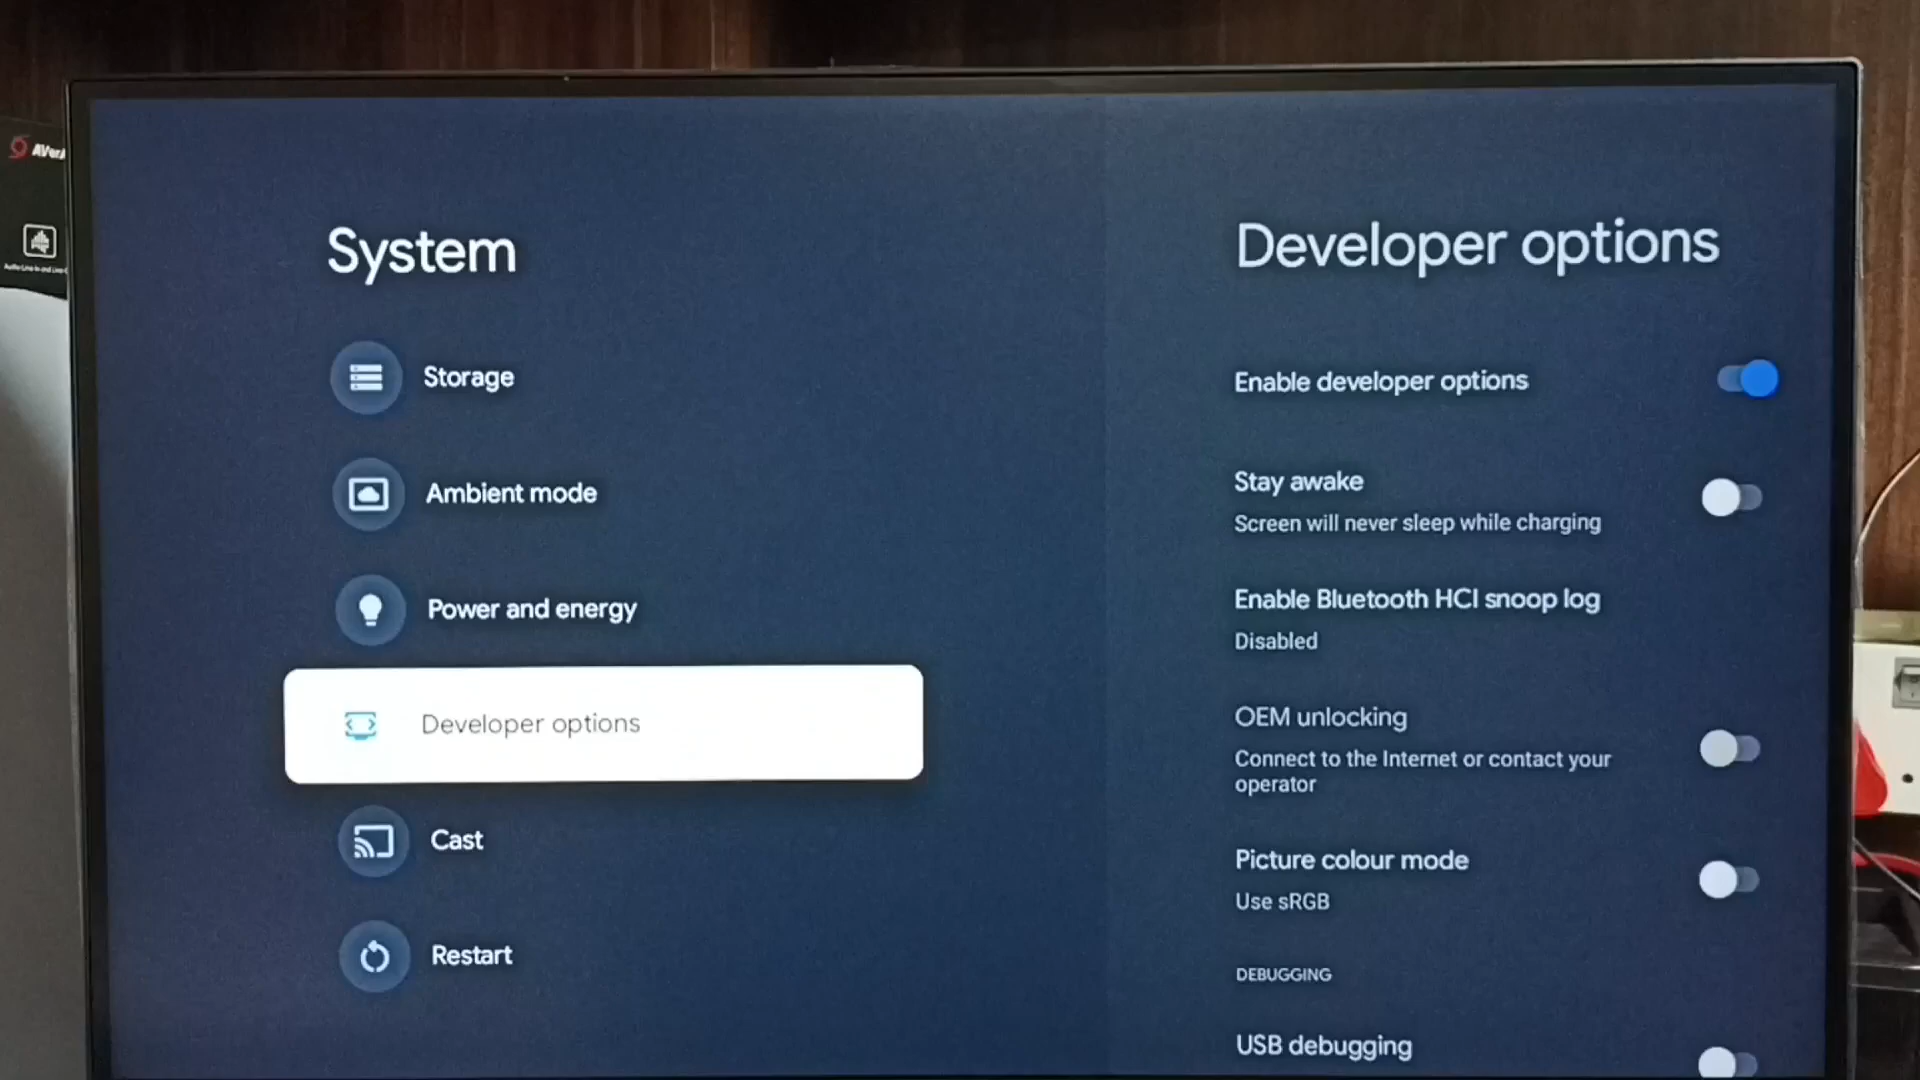 System
Storage
Ambient mode
Power and energy
Developer options
Cast
Restart
Developer options
Enable developer options
Stay awake
Screen will never sleep while charging
Enable Bluetooth HCI snoop log
Disabled
OEM unlocking
Connect to the Internet or contact your
operator
Picture colour mode
Use sRGB
DEBUGGING
USB debugging